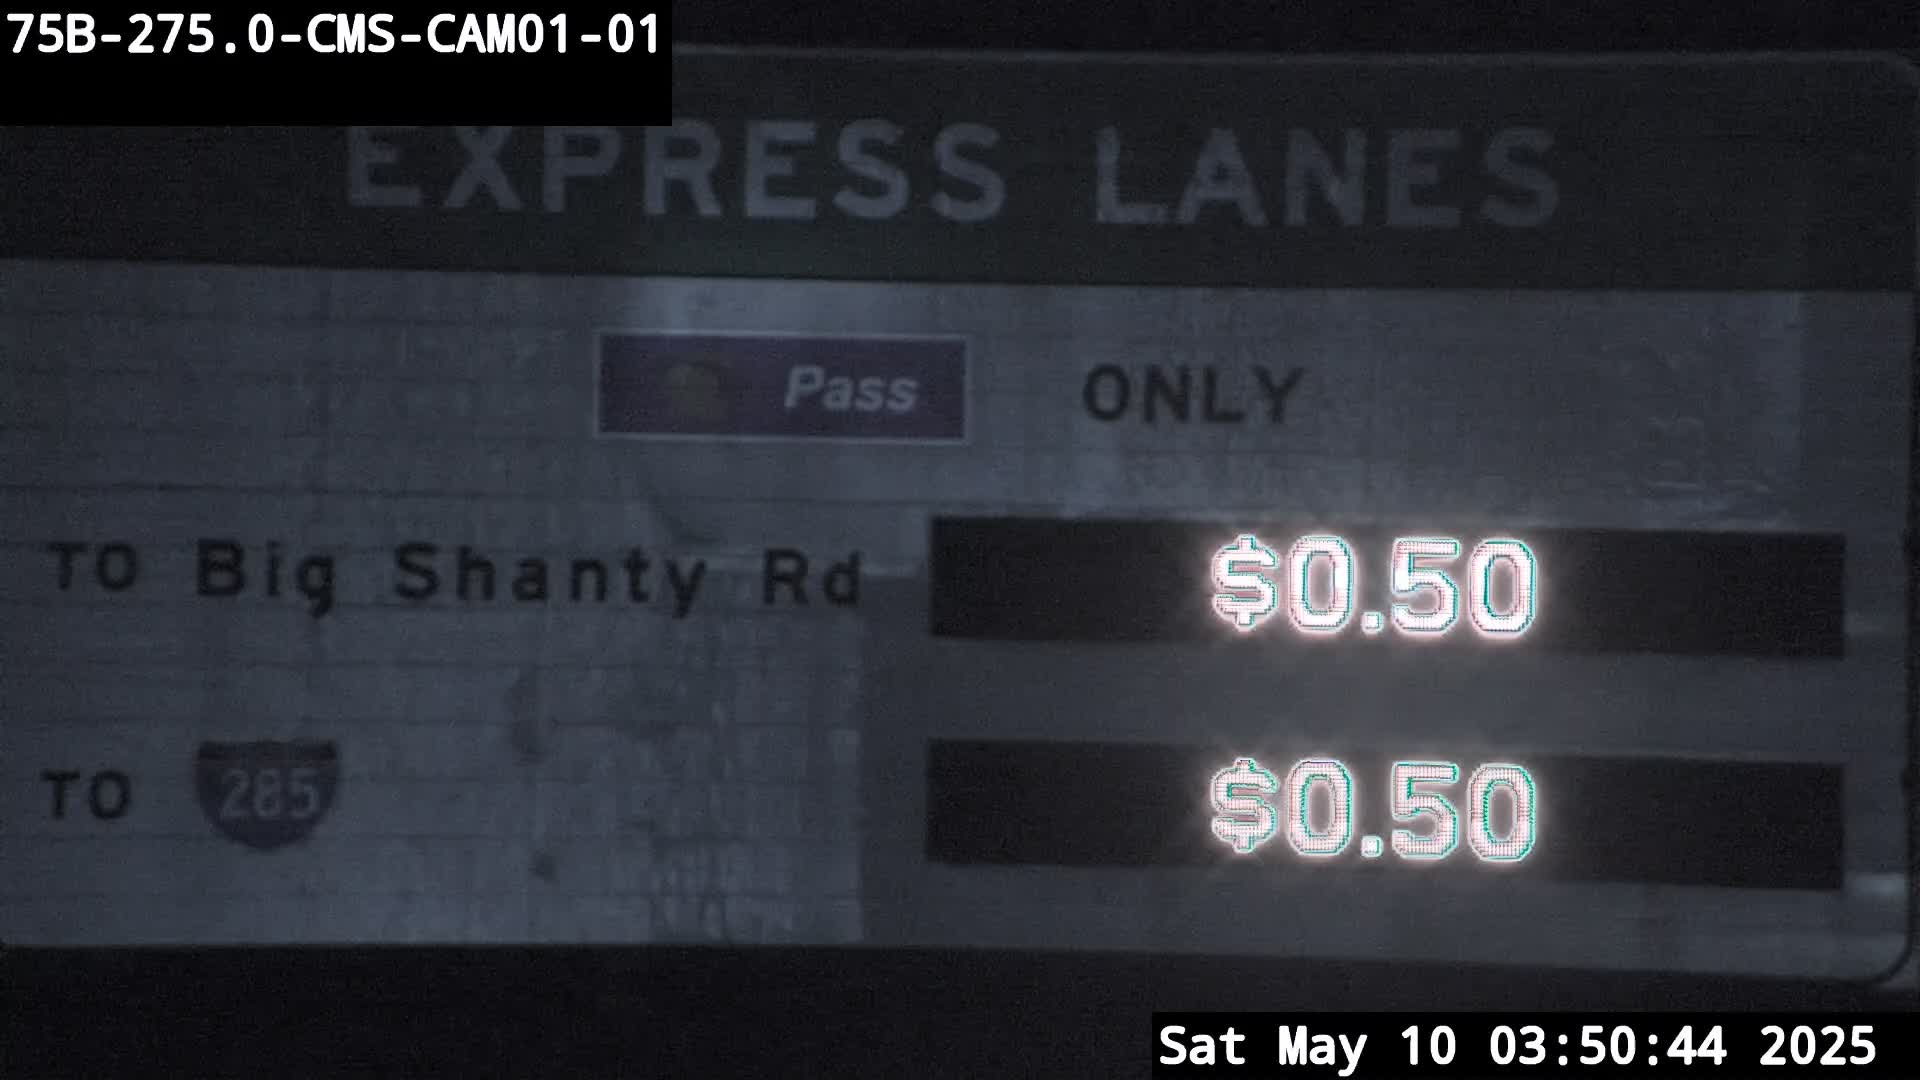 75B-275.0-CMS-CAM01-01
EXPRESS LANES
Pass ONLY
TO Big Shanty Rd $0.50
TO 285 $0.50
Sat May 10 03:50:44 2025